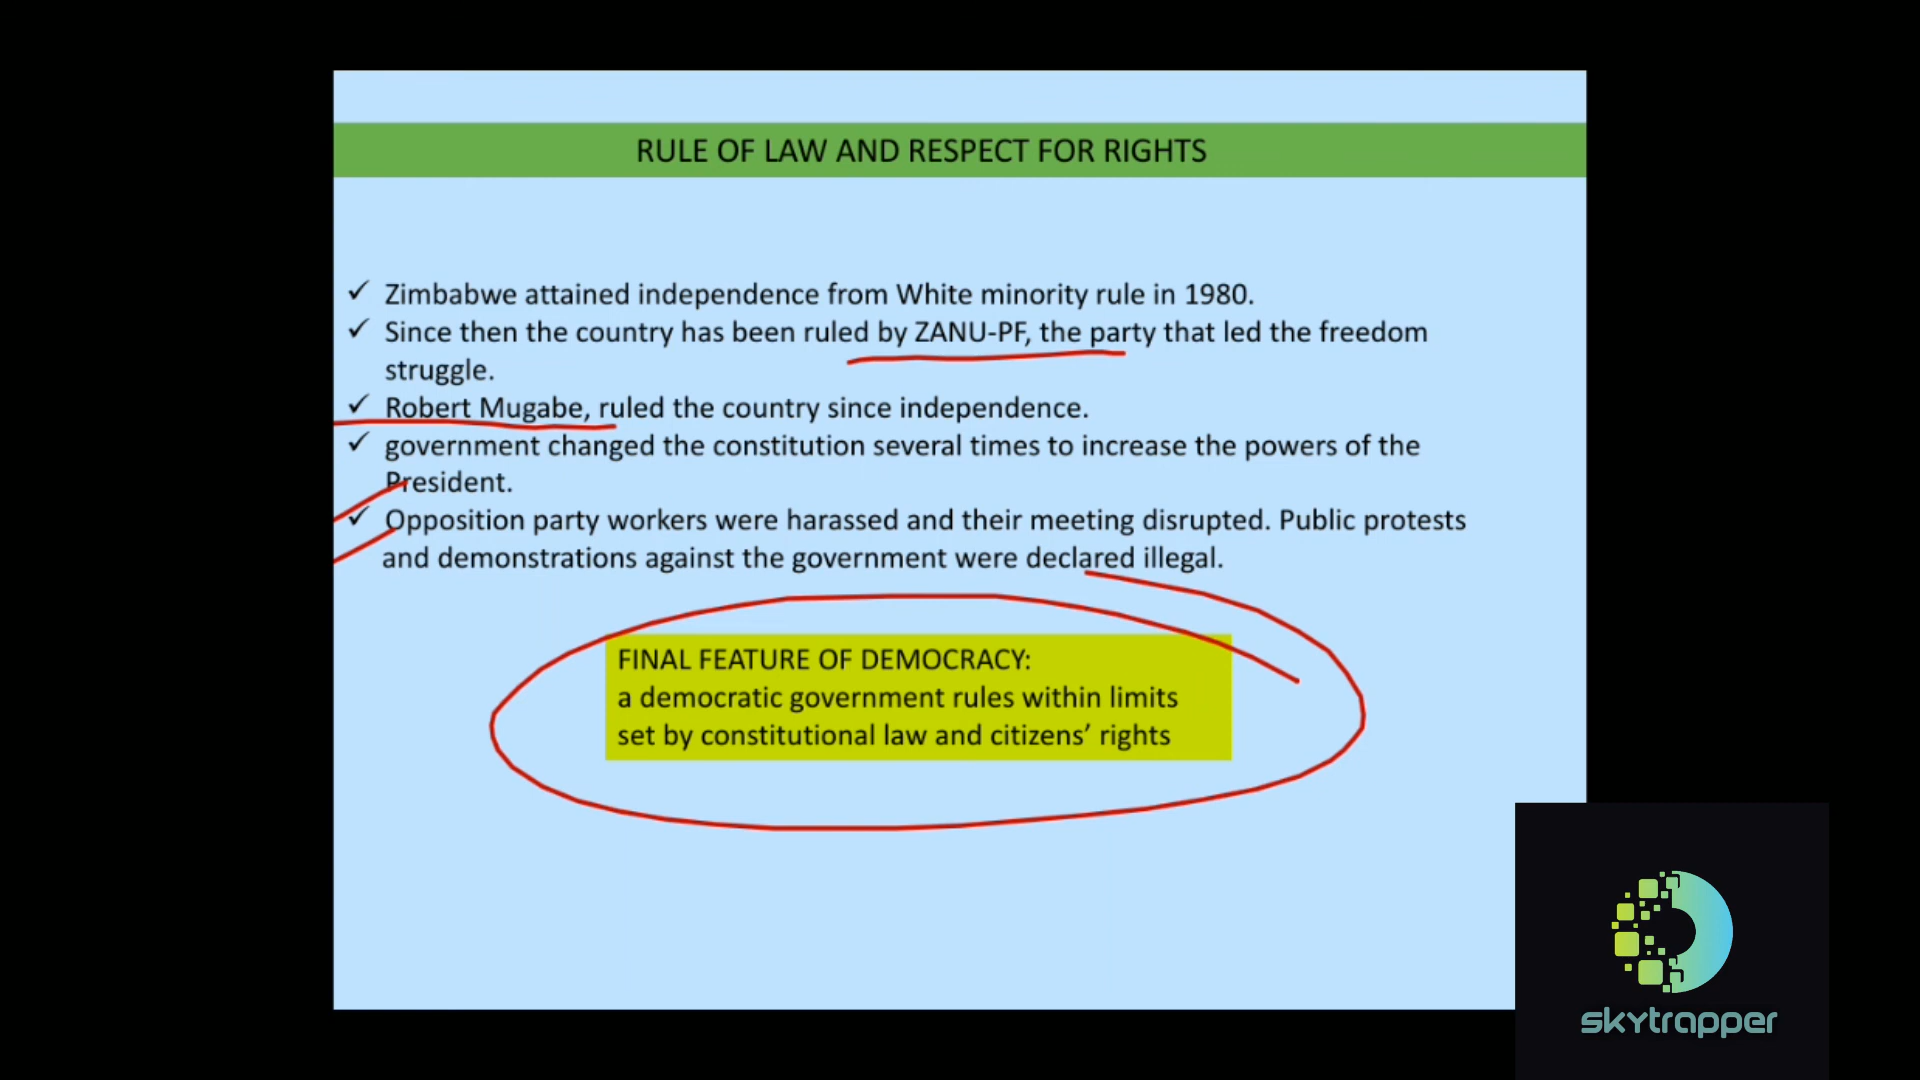 RULE OF LAW AND RESPECT FOR RIGHTS
✓ Zimbabwe attained independence from White minority rule in 1980.
✓ Since then the country has been ruled by ZANU-PF, the party that led the freedom
struggle.
✓ Robert Mugabe, ruled the country since independence.
✓ government changed the constitution several times to increase the powers of the
President.
✓ Opposition party workers were harassed and their meeting disrupted. Public protests
and demonstrations against the government were declared illegal.
FINAL FEATURE OF DEMOCRACY:
a democratic government rules within limits
set by constitutional law and citizens’ rights
skytrapper